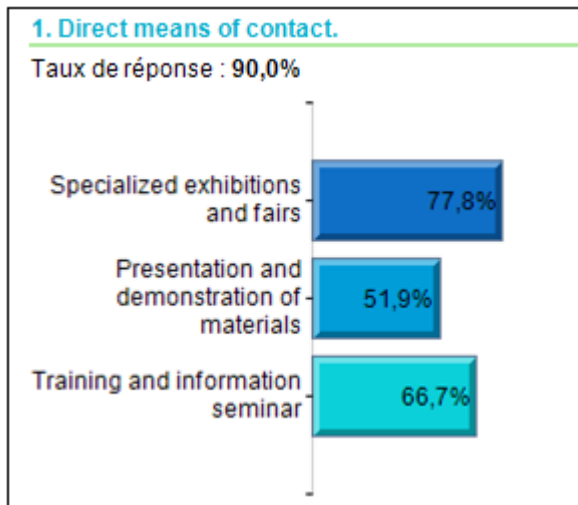 1. Direct means of contact.
Taux de réponse : 90,0%
Specialized exhibitions
and fairs
77,8%
Presentation and
demonstration of
materials
51,9%
Training and information
seminar
66,7%